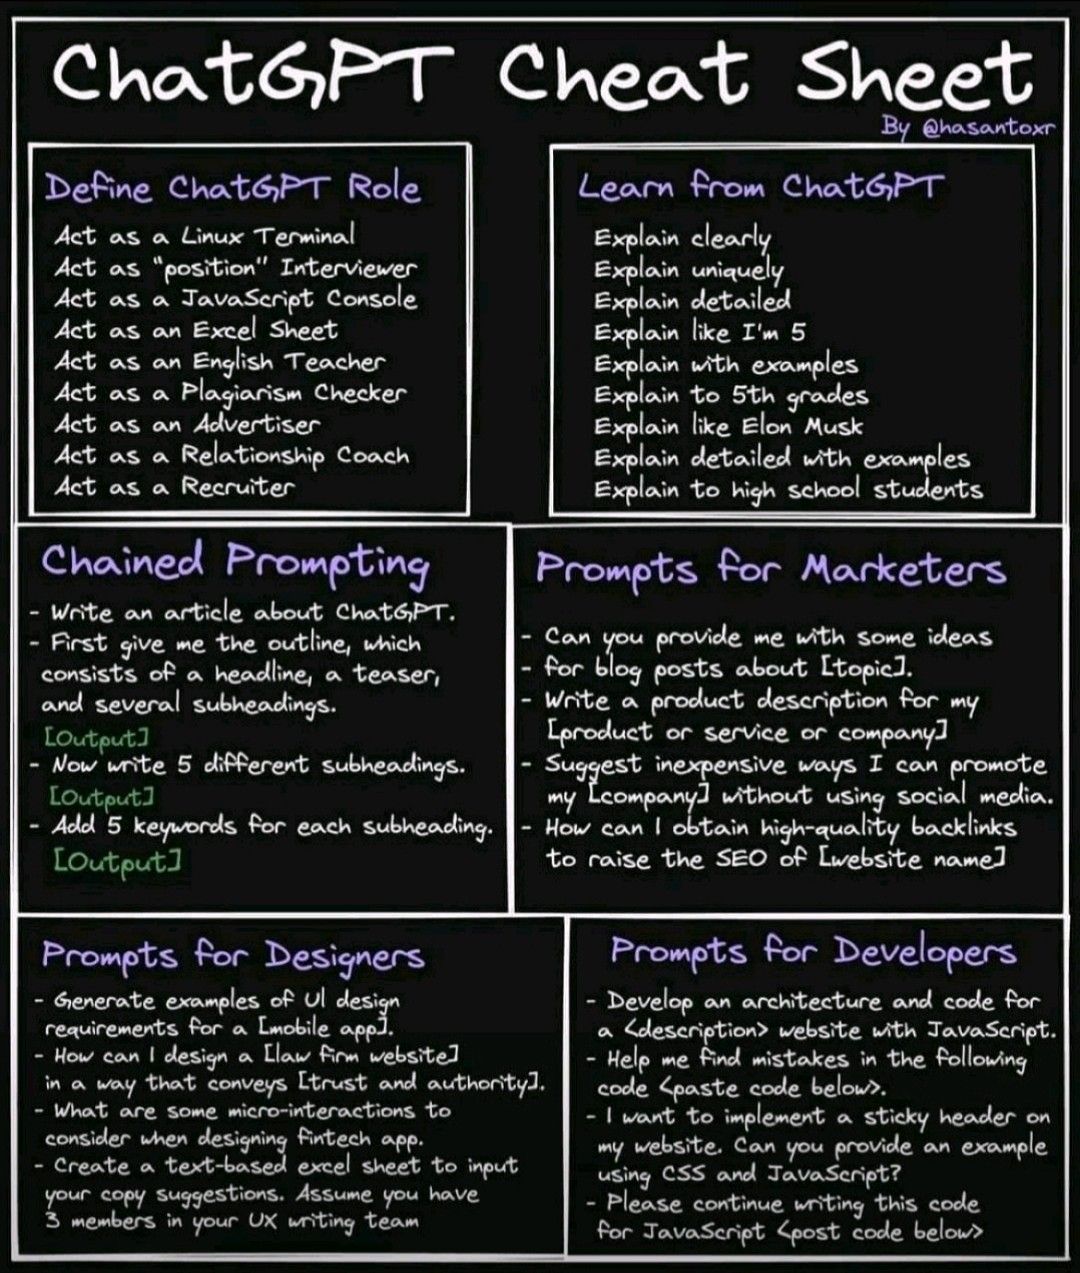 ChatGPT Cheat Sheet
By @hasantoxr
Define ChatGPT Role
Act as a Linux Terminal
Act as "position" Interviewer
Act as a JavaScript Console
Act as an Excel Sheet
Act as an English Teacher
Act as a Plagiarism Checker
Act as an Advertiser
Act as a Relationship Coach
Act as a Recruiter
Learn from ChatGPT
Explain clearly
Explain uniquely
Explain detailed
Explain like I'm 5
Explain with examples
Explain to 5th grades
Explain like Elon Musk
Explain detailed with examples
Explain to high school students
Chained Prompting
- Write an article about ChatGPT.
- First give me the outline, which
consists of a headline, a teaser,
and several subheadings.
[Output]
- Now write 5 different subheadings.
[Output]
- Add 5 keywords for each subheading.
[Output]
Prompts for Marketers
- Can you provide me with some ideas
- for blog posts about [topic].
- Write a product description for my
[product or service or company]
- Suggest inexpensive ways I can promote
my [company] without using social media.
- How can I obtain high-quality backlinks
to raise the SEO of [website name]
Prompts for Designers
- Generate examples of UI design
requirements for a [mobile app].
- How can I design a [law firm website]
in a way that conveys [trust and authority].
- What are some micro-interactions to
consider when designing fintech app.
- Create a text-based excel sheet to input
your copy suggestions. Assume you have
3 members in your UX writing team
Prompts for Developers
- Develop an architecture and code for
a <description> website with JavaScript.
- Help me find mistakes in the following
code <paste code below>.
- I want to implement a sticky header on
my website. Can you provide an example
using CSS and JavaScript?
- Please continue writing this code
for JavaScript <post code below>